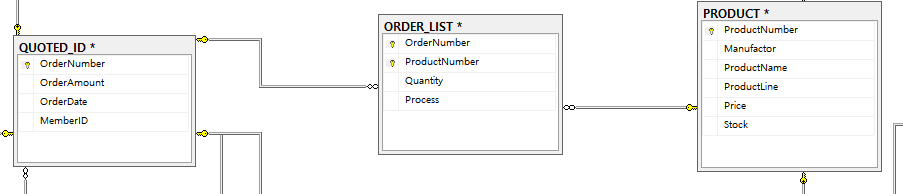 QUOTED_ID *
OrderNumber
OrderAmount
OrderDate
MemberID
ORDER_LIST *
OrderNumber
ProductNumber
Quantity
Process
PRODUCT *
ProductNumber
Manufactor
ProductName
ProductLine
Price
Stock